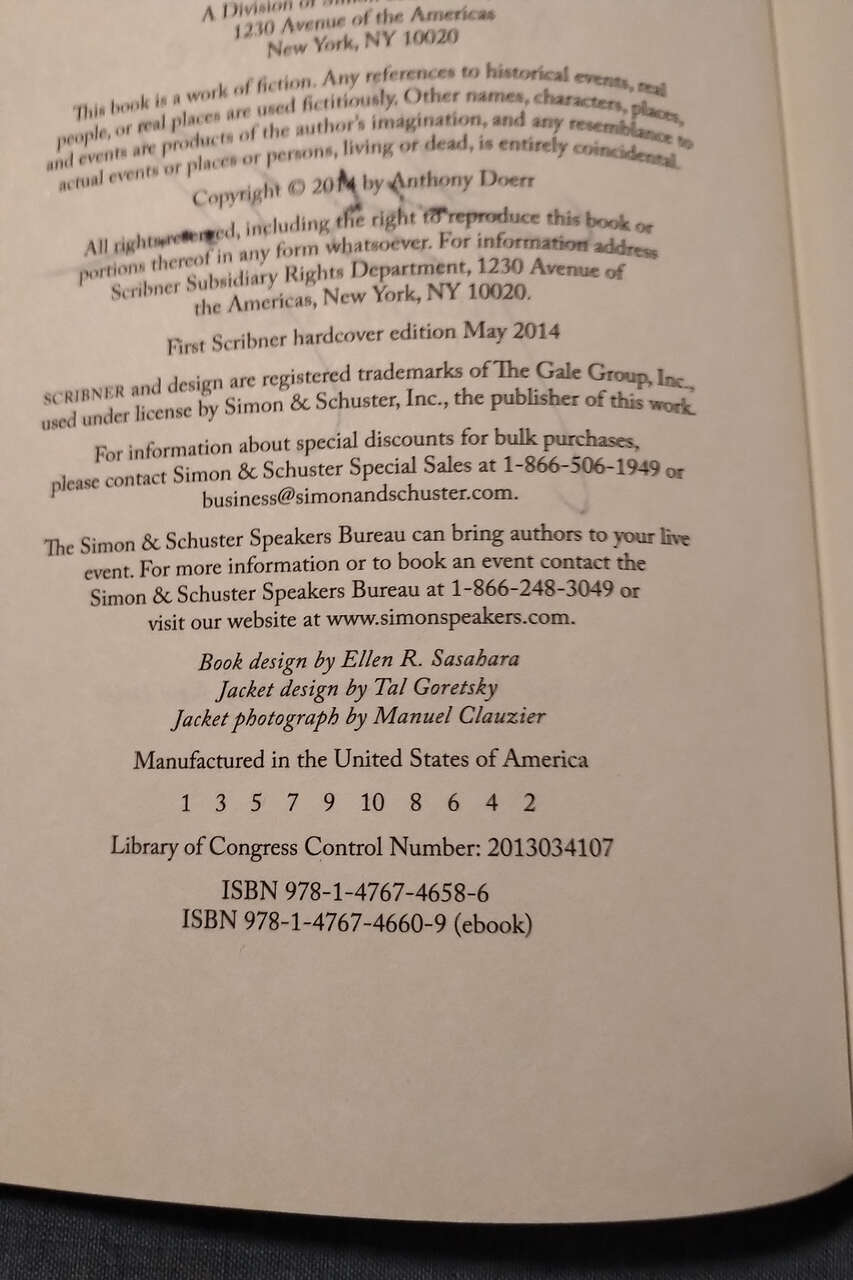 A Division of Simon
1230 Avenue of the Americas
New York, NY 10020
This book is a work of fiction. Any references to historical events, real
people, or real places are used fictitiously. Other names, characters, places,
and events are products of the author's imagination, and any resemblance to
actual events or places or persons, living or dead, is entirely coincidental.
Copyright © 2014 by Anthony Doerr
All rights reserved, including the right to reproduce this book or
portions thereof in any form whatsoever. For information address
Scribner Subsidiary Rights Department, 1230 Avenue of
the Americas, New York, NY 10020.
First Scribner hardcover edition May 2014
SCRIBNER and design are registered trademarks of The Gale Group, Inc.,
used under license by Simon & Schuster, Inc., the publisher of this work.
For information about special discounts for bulk purchases,
please contact Simon & Schuster Special Sales at 1-866-506-1949 or
business@simonandschuster.com.
The Simon & Schuster Speakers Bureau can bring authors to your live
event. For more information or to book an event contact the
Simon & Schuster Speakers Bureau at 1-866-248-3049 or
visit our website at www.simonspeakers.com.
Book design by Ellen R. Sasahara
Jacket design by Tal Goretsky
Jacket photograph by Manuel Clauzier
Manufactured in the United States of America
1 3 5 7 9 10 8 6 4 2
Library of Congress Control Number: 2013034107
ISBN 978-1-4767-4658-6
ISBN 978-1-4767-4660-9 (ebook)